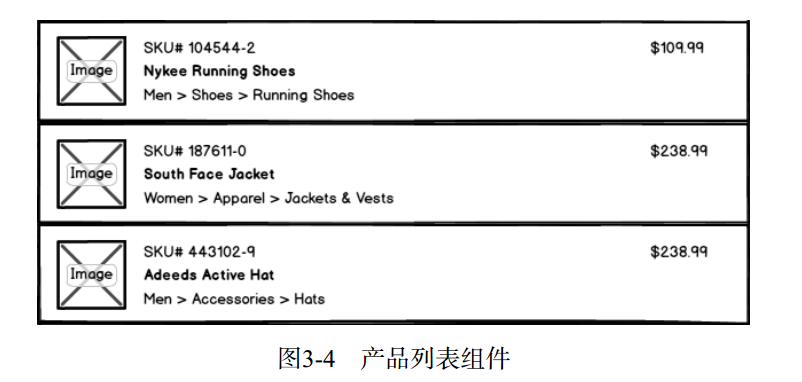 SKU# 104544-2 $109.99
Image Nykee Running Shoes
Men > Shoes > Running Shoes
SKU# 187611-0 $238.99
Image South Face Jacket
Women > Apparel > Jackets & Vests
SKU# 443102-9 $238.99
Image Adeeds Active Hat
Men > Accessories > Hats
图3-4 产品列表组件